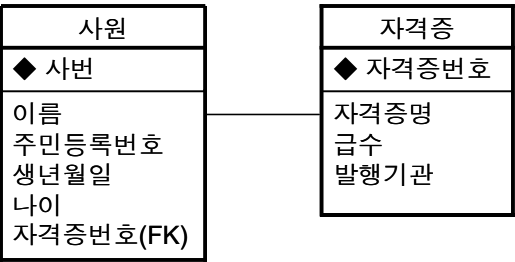 사원
◆ 사번
이름
주민등록번호
생년월일
나이
자격증번호(FK)
자격증
◆ 자격증번호
자격증명
급수
발행기관